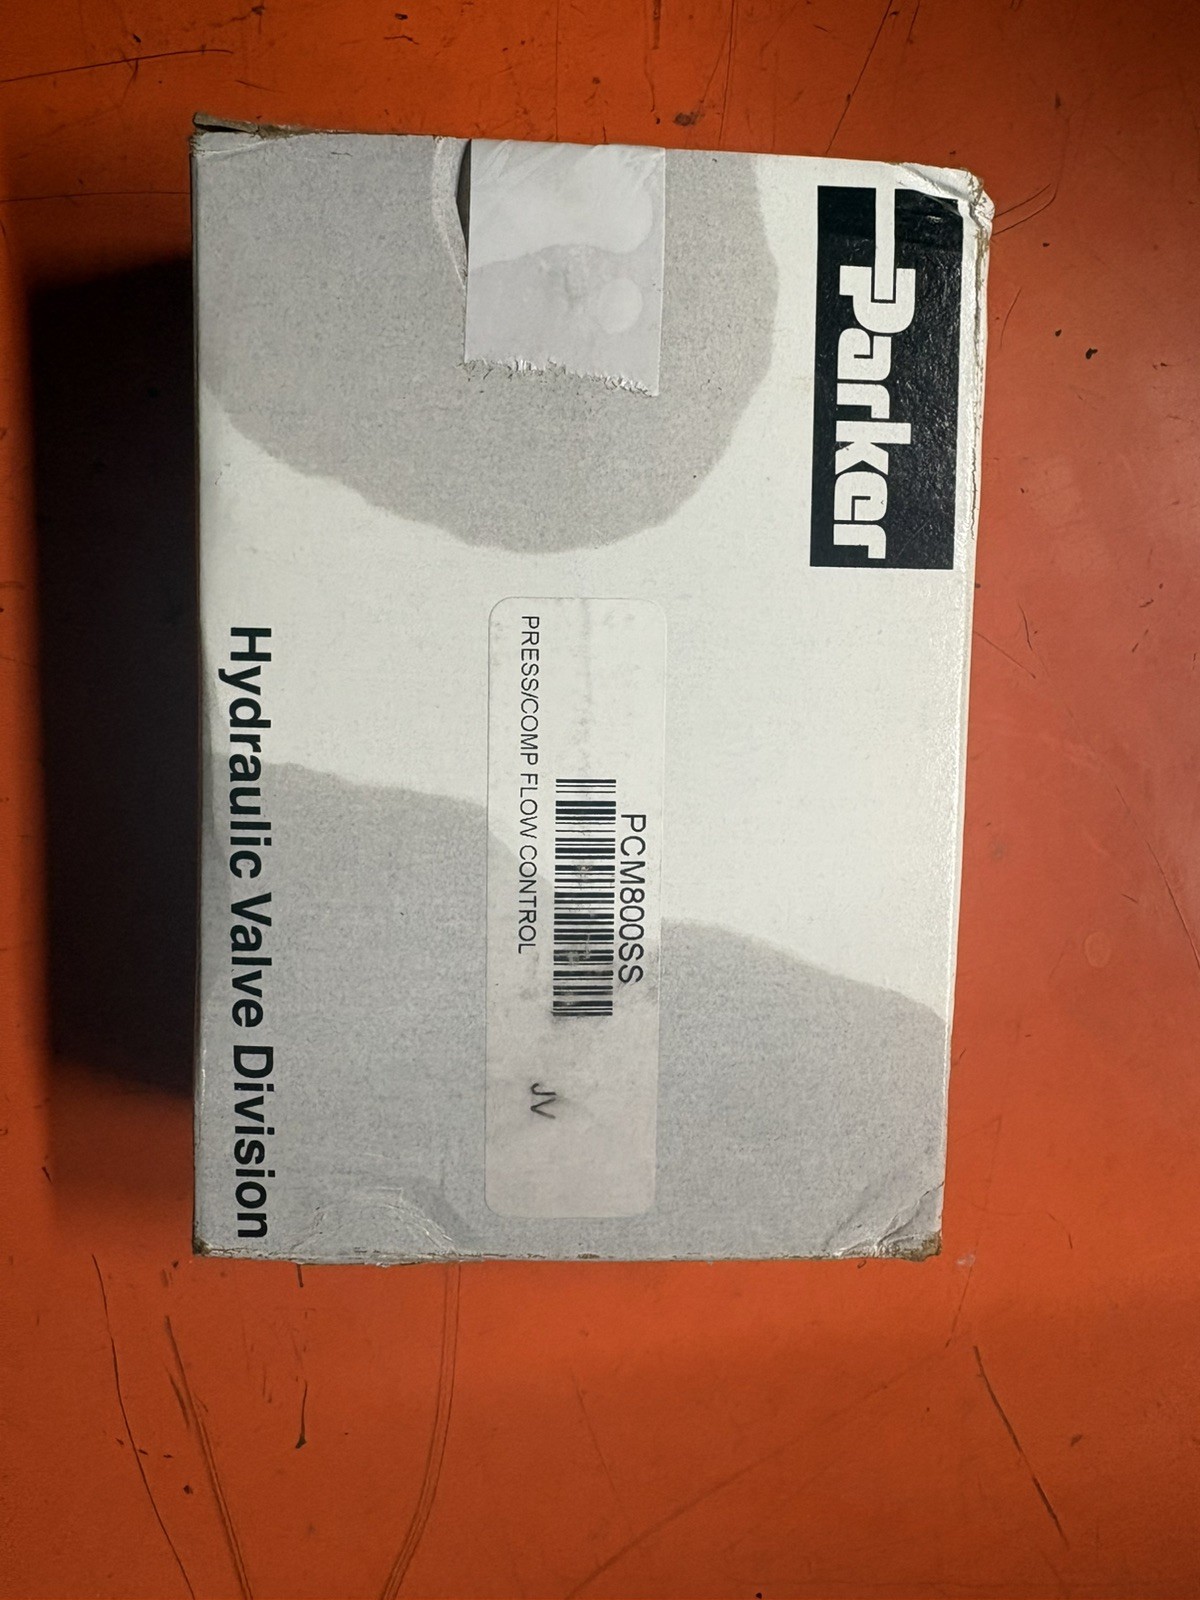 Parker
PCM800SS
PRESS/COMP FLOW CONTROL
JV
Hydraulic Valve Division